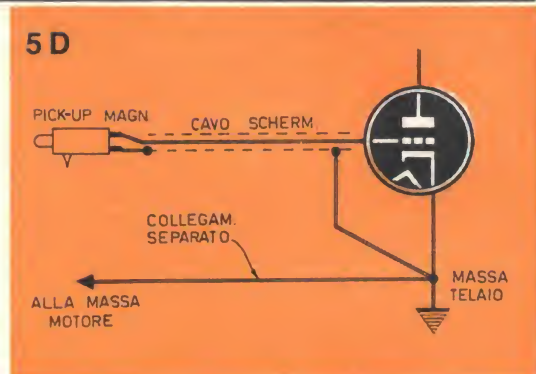 5 D
PICK-UP MAGN.
CAVO SCHERM.
COLLEGAM.
SEPARATO
MASSA
TELAIO
ALLA MASSA
MOTORE